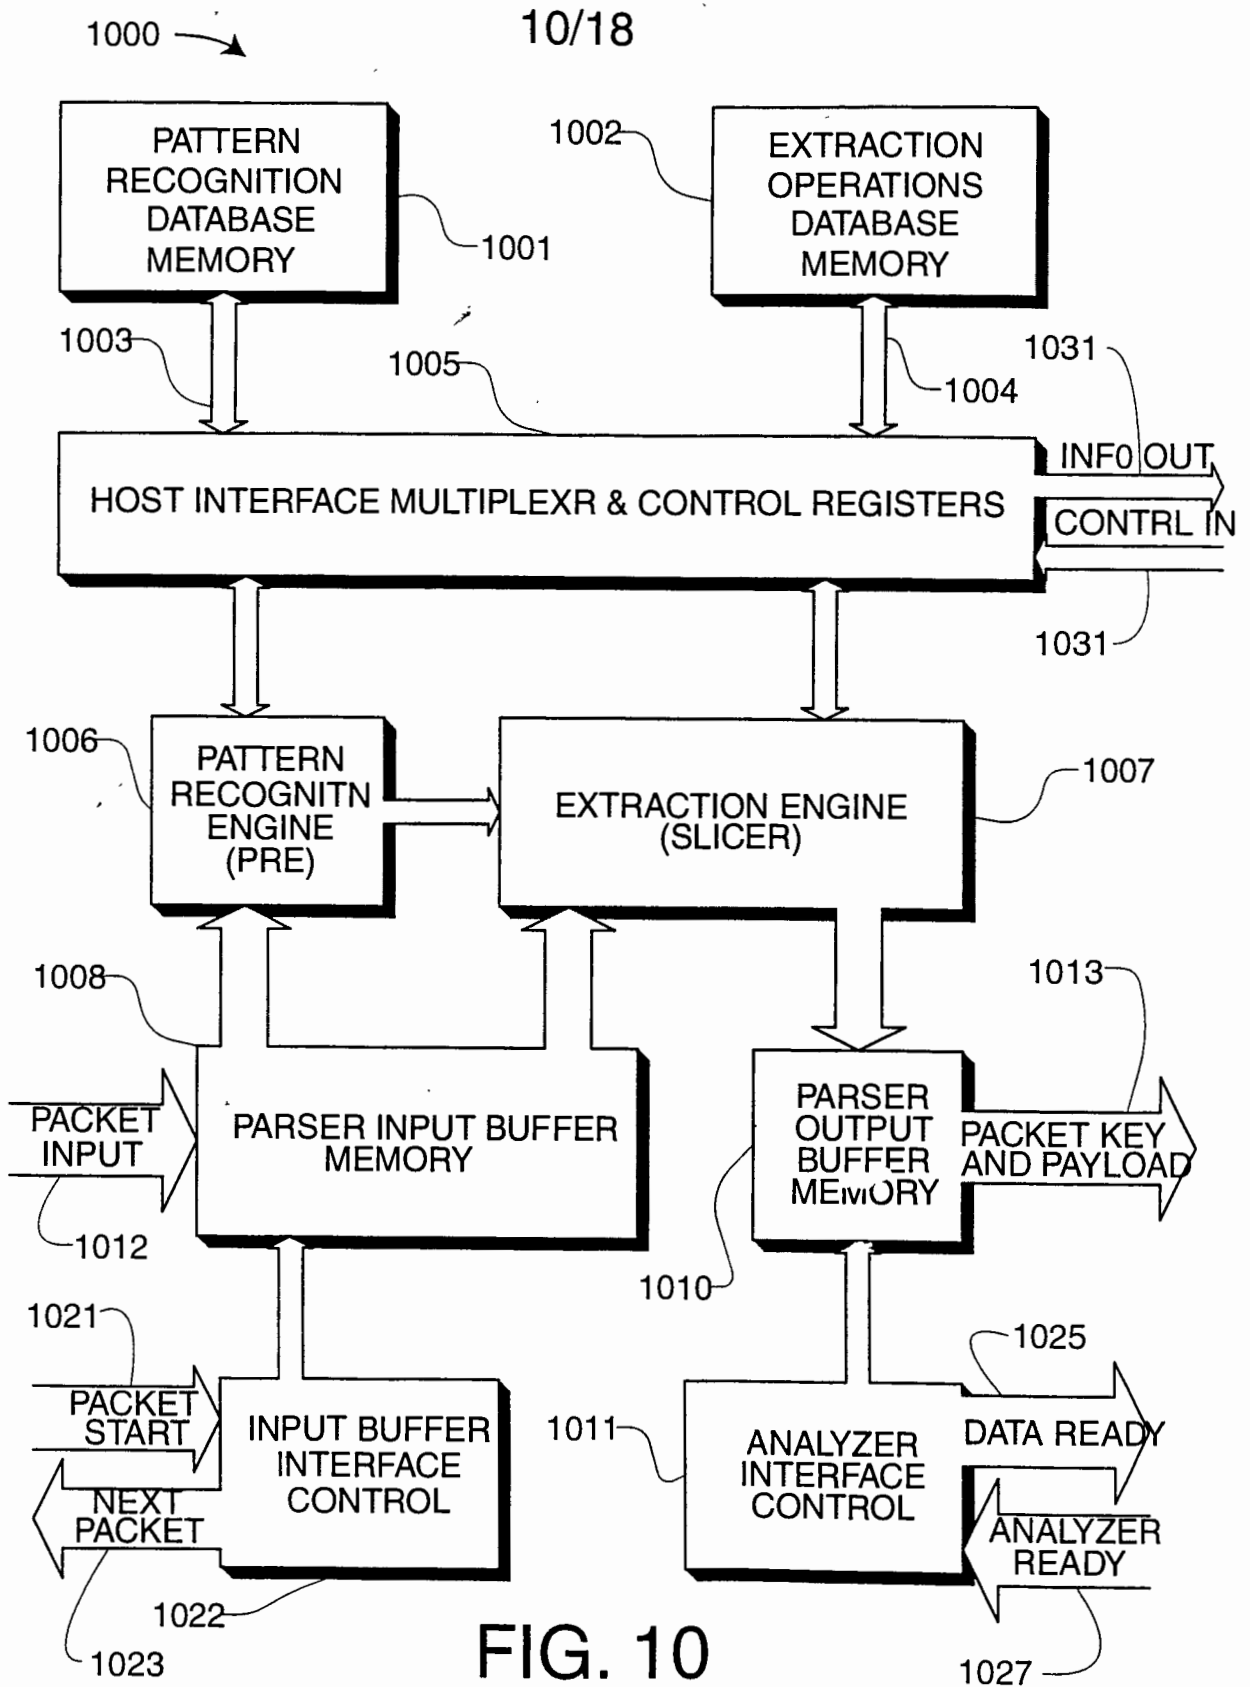 1000
10/18
PATTERN
RECOGNITION
DATABASE
MEMORY
1001
1002
EXTRACTION
OPERATIONS
DATABASE
MEMORY
1003
1005
1004
1031
HOST INTERFACE MULTIPLEXR & CONTROL REGISTERS
INFO OUT
CONTRL IN
1031
1006
PATTERN
RECOGNITN
ENGINE
(PRE)
EXTRACTION ENGINE
(SLICER)
1007
1008
1013
PACKET
INPUT
1012
PARSER INPUT BUFFER
MEMORY
PARSER
OUTPUT
BUFFER
MEMORY
PACKET KEY
AND PAYLOAD
1010
1021
PACKET
START
NEXT
PACKET
INPUT BUFFER
INTERFACE
CONTROL
1022
1023
1011
ANALYZER
INTERFACE
CONTROL
1025
DATA READY
ANALYZER
READY
1027
FIG. 10